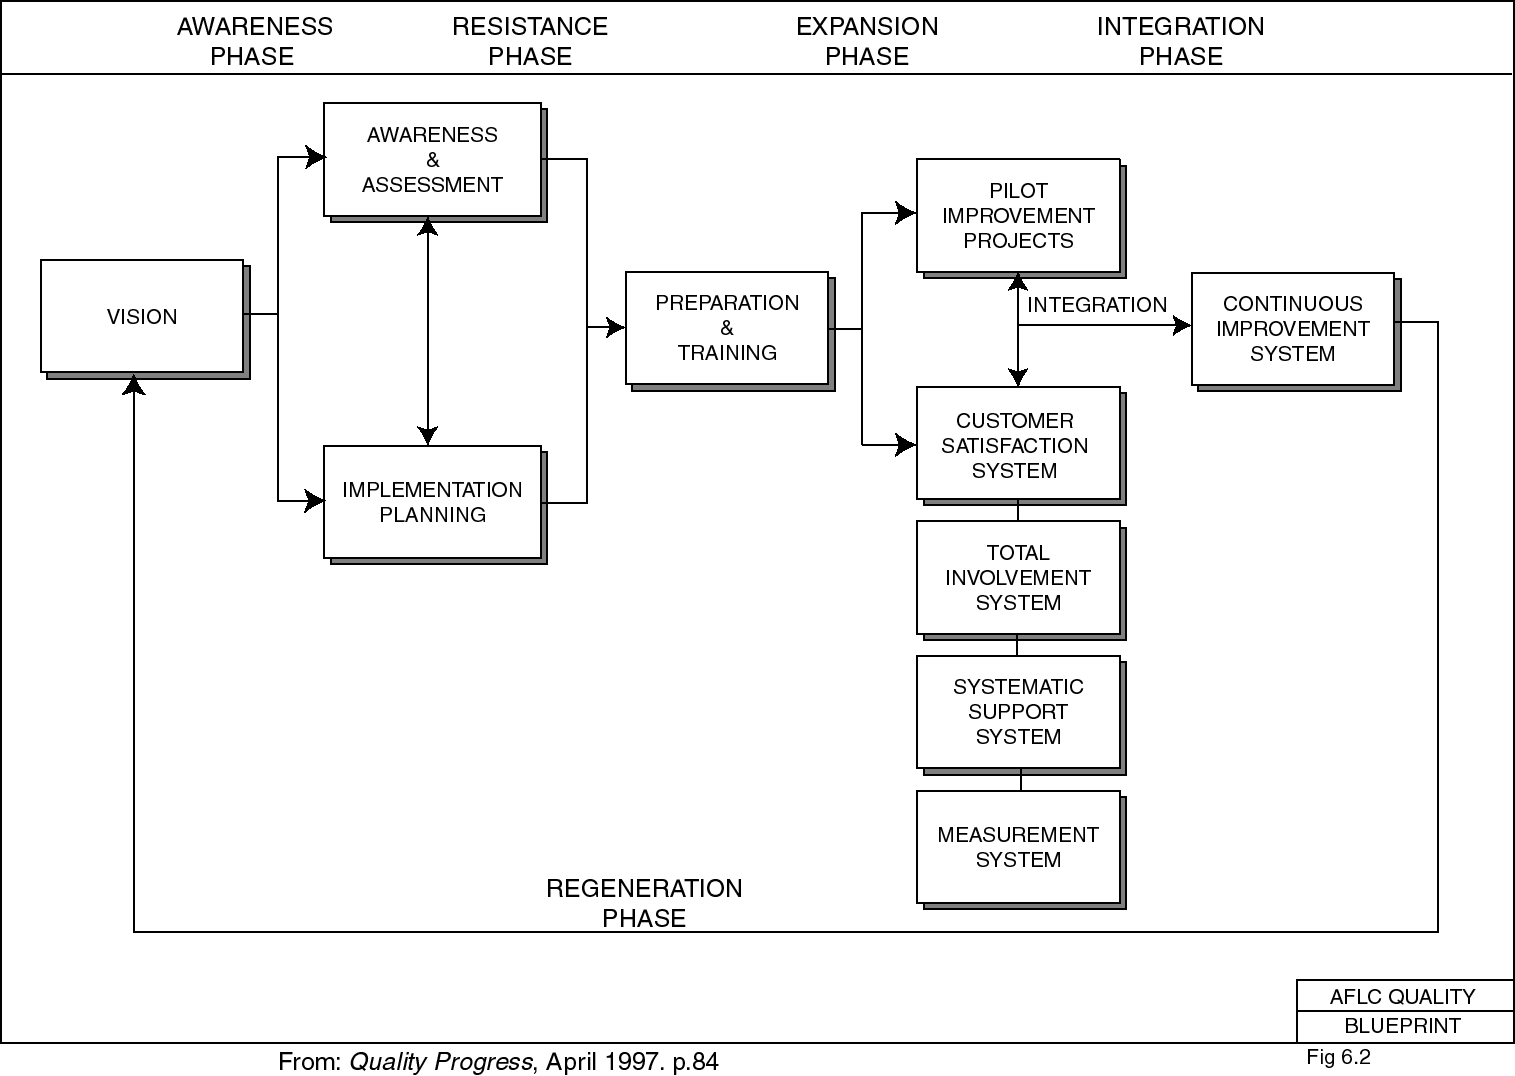 AWARENESS
PHASE
RESISTANCE
PHASE
EXPANSION
PHASE
INTEGRATION
PHASE
AWARENESS
&
ASSESSMENT
VISION
IMPLEMENTATION
PLANNING
PREPARATION
&
TRAINING
PILOT
IMPROVEMENT
PROJECTS
INTEGRATION
CONTINUOUS
IMPROVEMENT
SYSTEM
CUSTOMER
SATISFACTION
SYSTEM
TOTAL
INVOLVEMENT
SYSTEM
SYSTEMATIC
SUPPORT
SYSTEM
MEASUREMENT
SYSTEM
REGENERATION
PHASE
AFLC QUALITY
BLUEPRINT
From: Quality Progress, April 1997. p.84
Fig 6.2